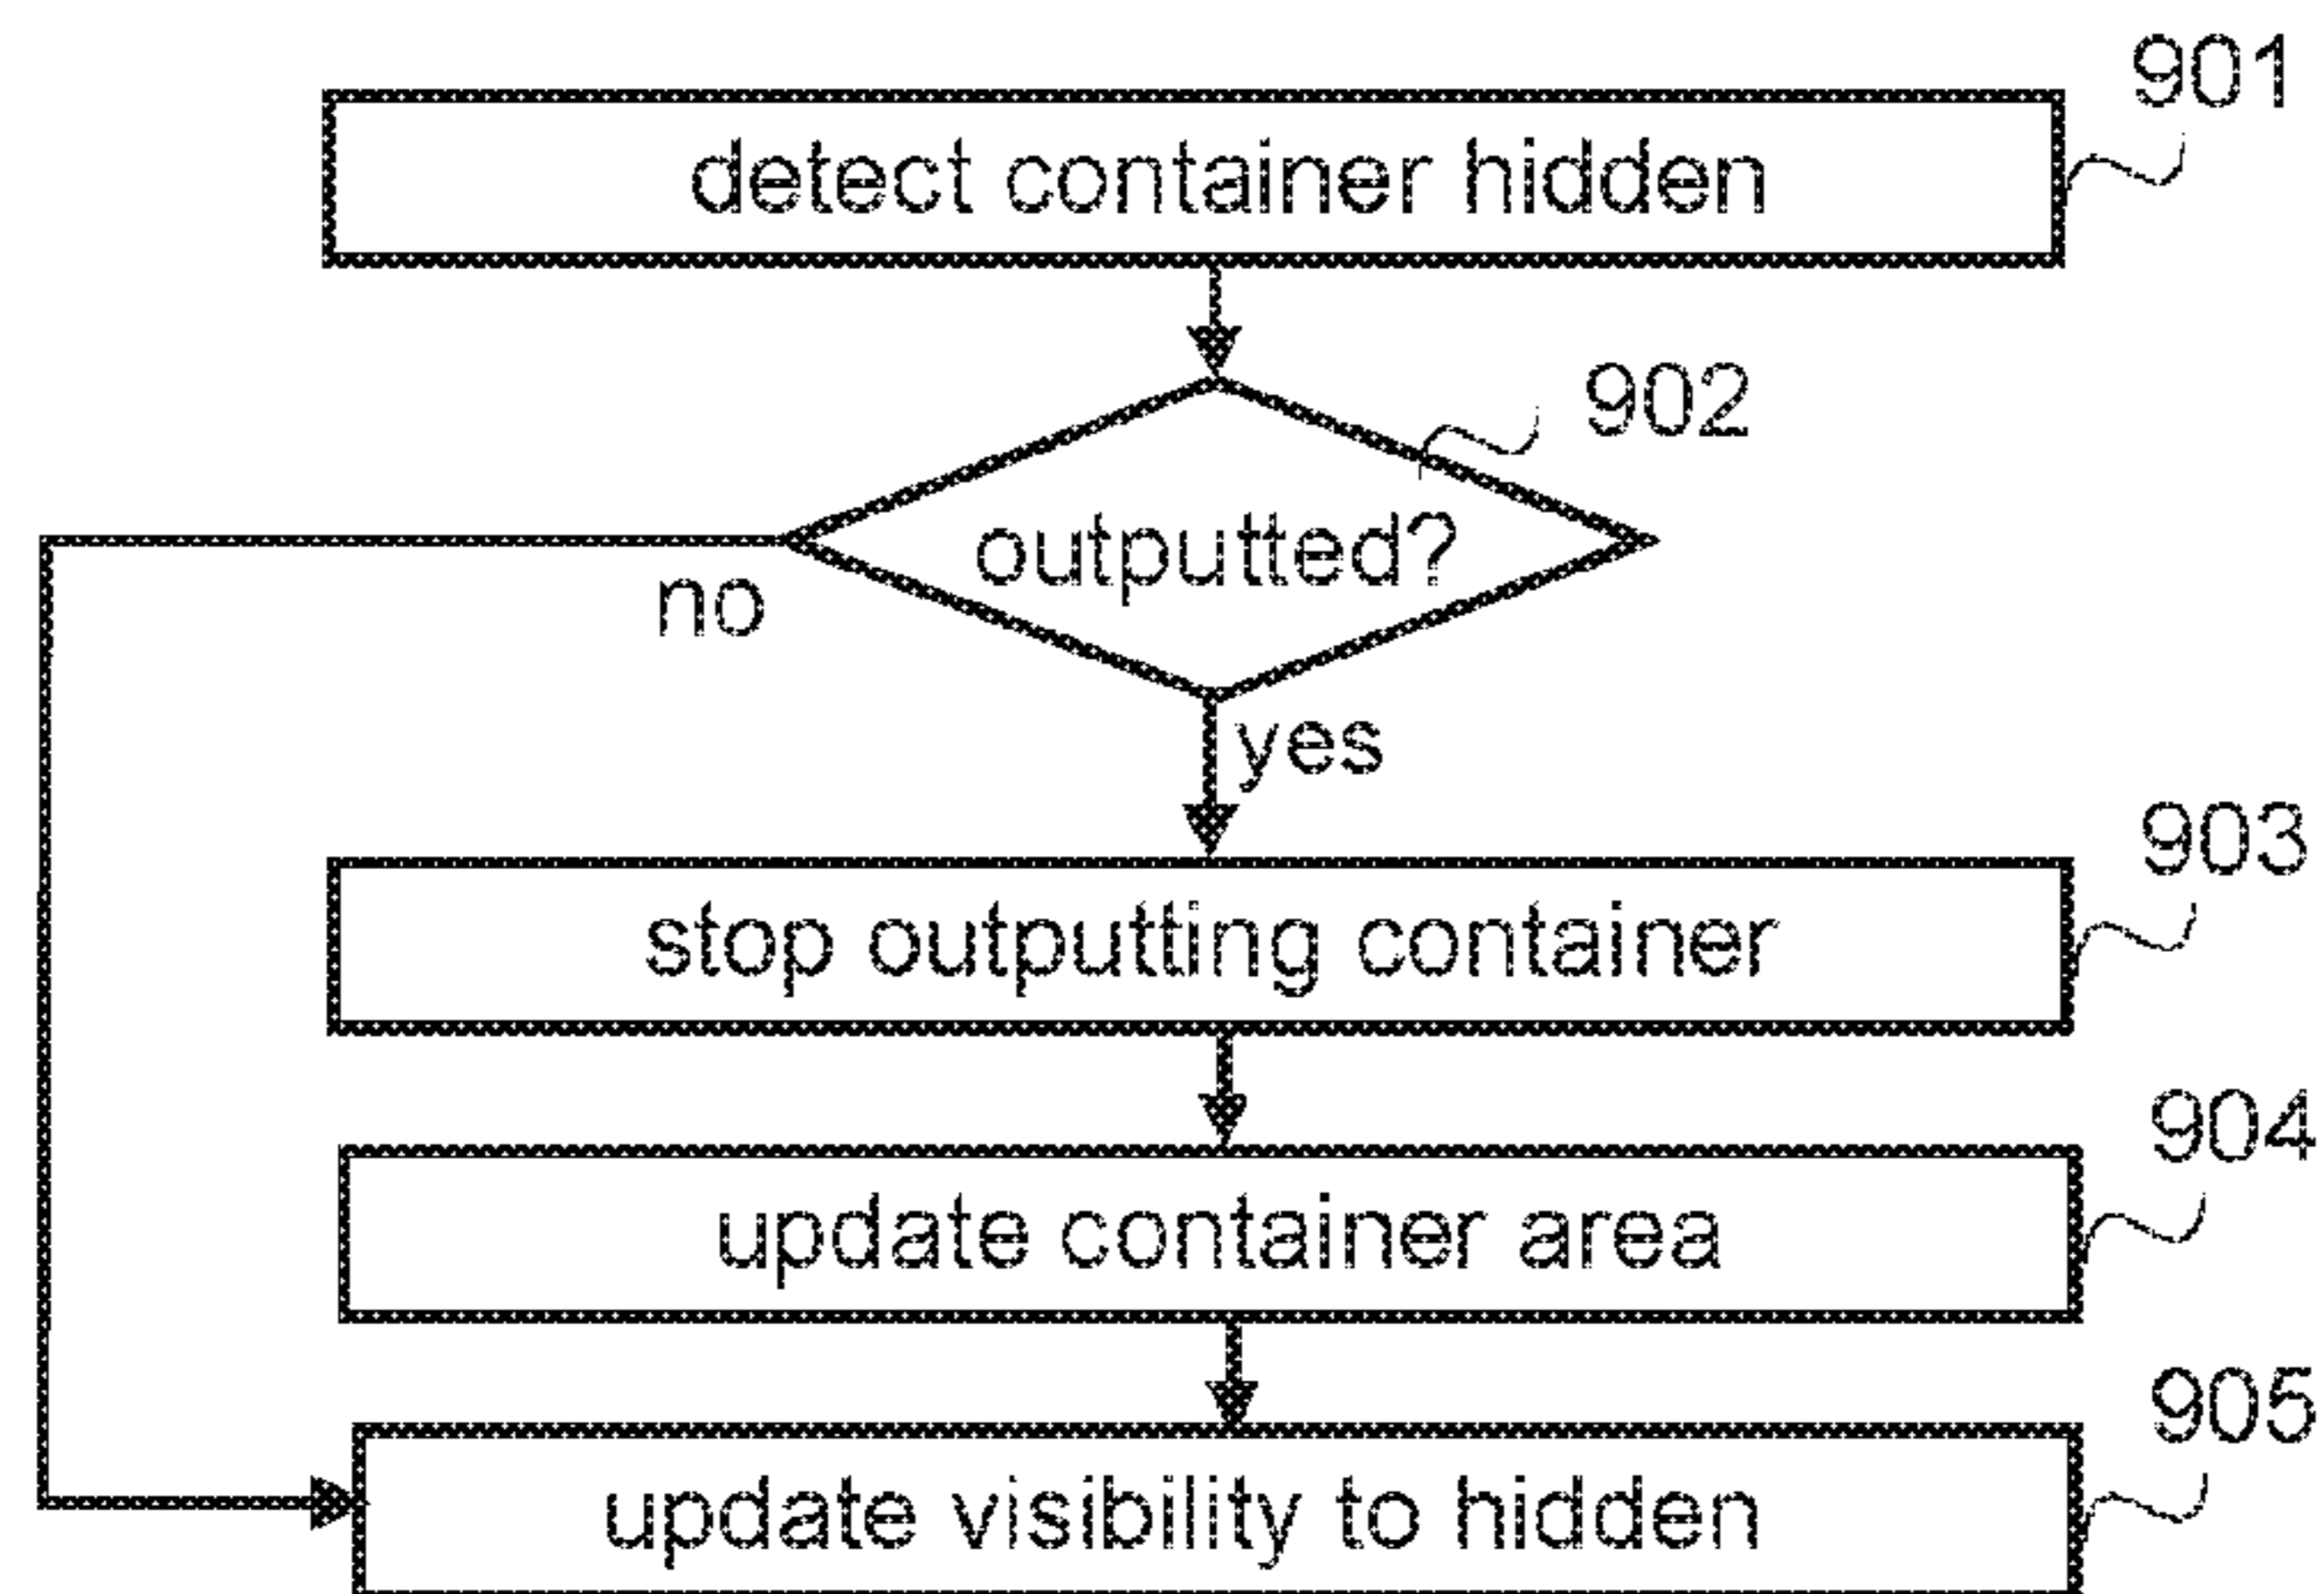 901
detect container hidden
902
outputted?
no
yes
903
stop outputting container
904
update container area
905
update visibility to hidden